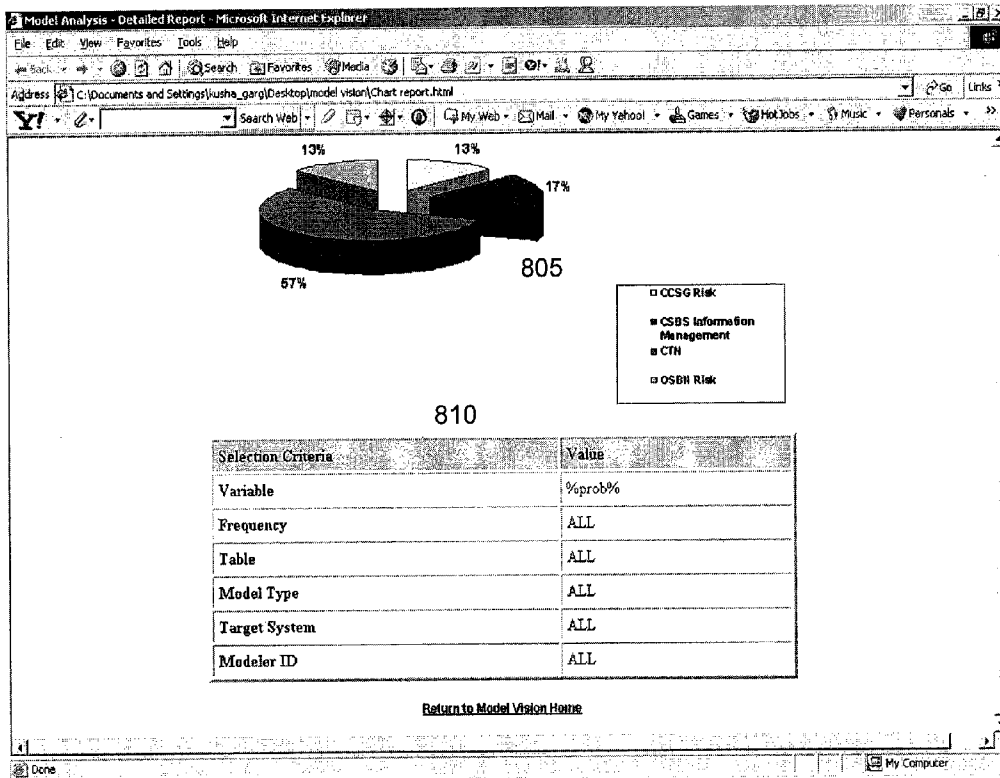 Model Analysis - Detailed Report - Microsoft Internet Explorer
File Edit View Favorites Tools Help
Back Search Favorites Media
Address C:\Documents and Settings\kusha_garg\Desktop\model vision\Chart report.html Go Links
Y! Search Web My Web Mail My Yahoo! Games HotJobs Music Personals >>
13% 13%
17%
57%
805
CCSG Risk
CSBS Information
Management
CTN
OSBN Risk
810
Selection Criteria Value
Variable %prob%
Frequency ALL
Table ALL
Model Type ALL
Target System ALL
Modeler ID ALL
Return to Model Vision Home
Done My Computer